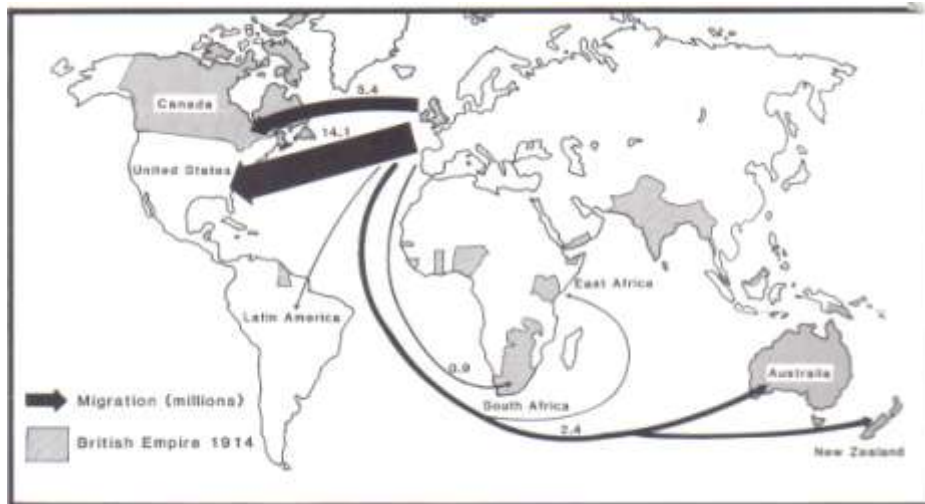 Canada
5.4
14.1
United States
East Africa
Latin America
0.9
Australia
Migration (millions)
South Africa
2.4
British Empire 1914
New Zealand